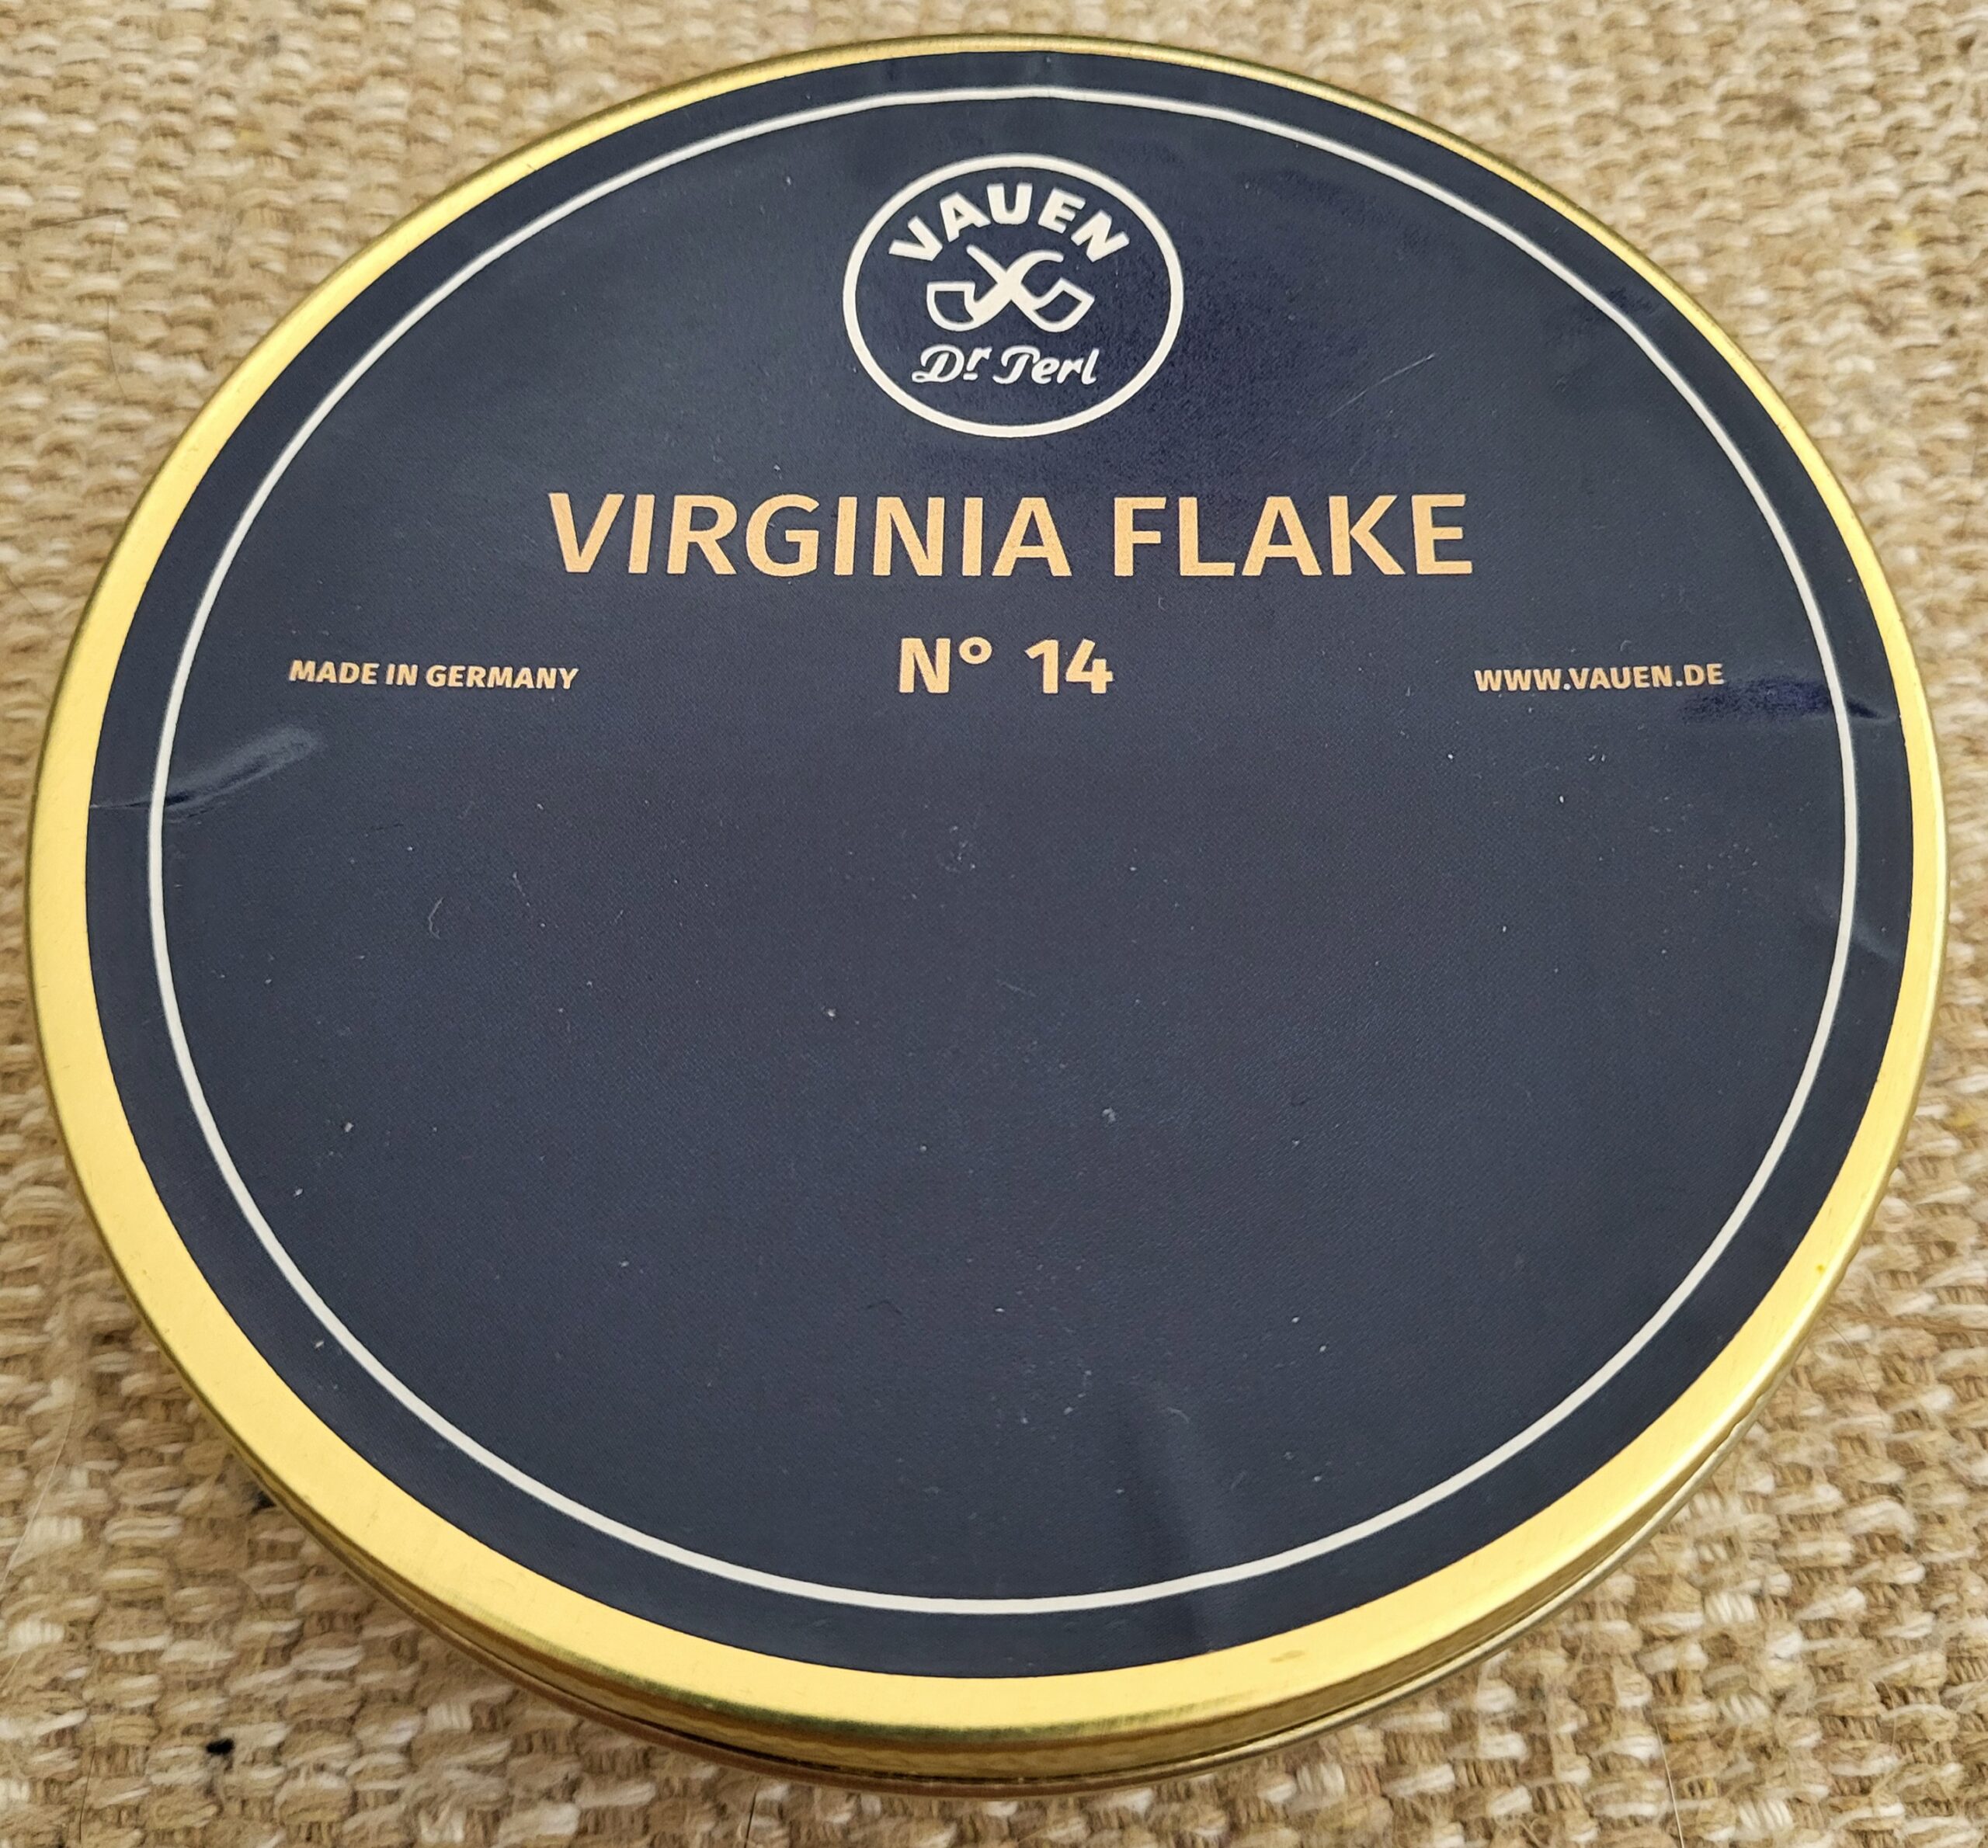 VAUEN
Dr Perl
VIRGINIA FLAKE
N° 14
MADE IN GERMANY
WWW.VAUEN.DE